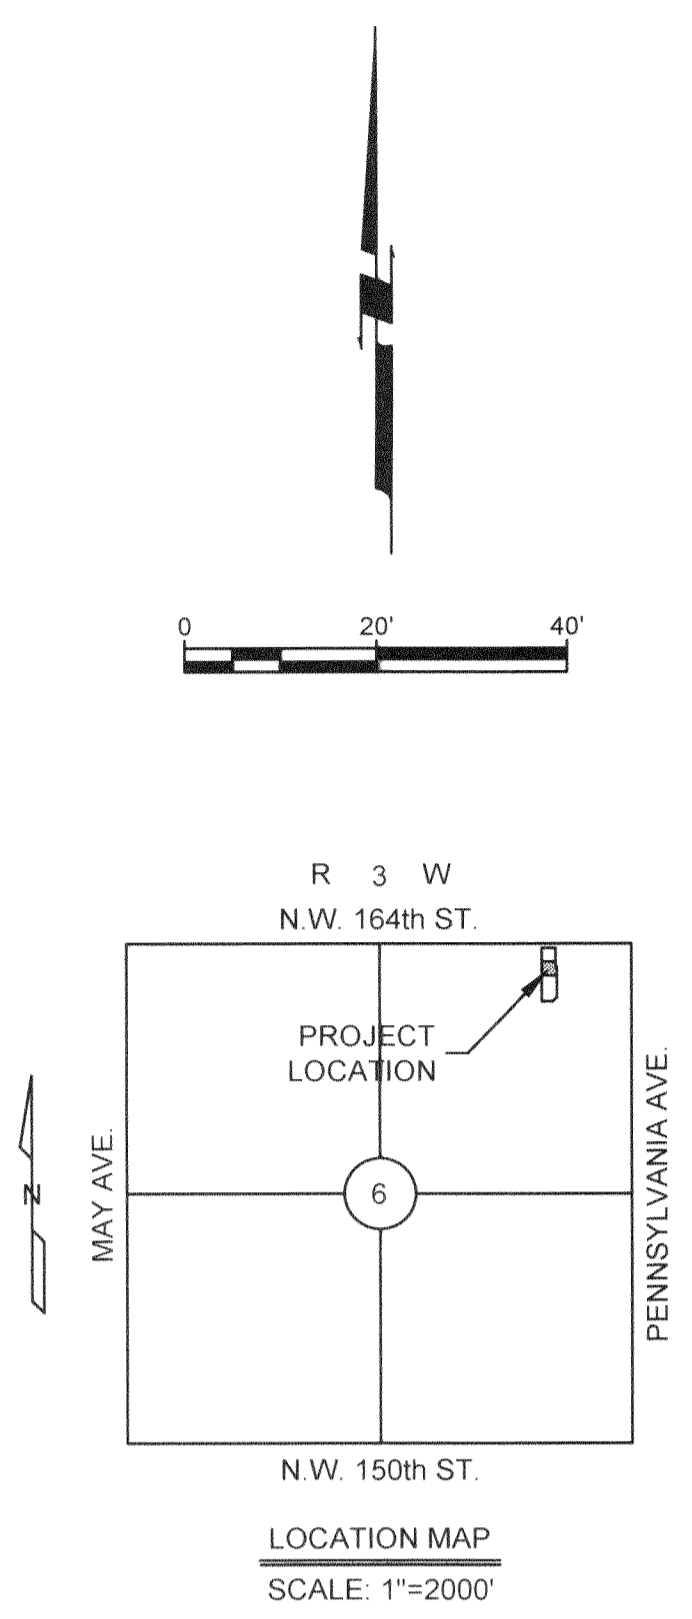 0 20' 40'
R 3 W
N.W. 164th ST.
PROJECT
LOCATION
MAY AVE.
N
6
PENNSYLVANIA AVE.
N.W. 150th ST.
LOCATION MAP
SCALE: 1"=2000'